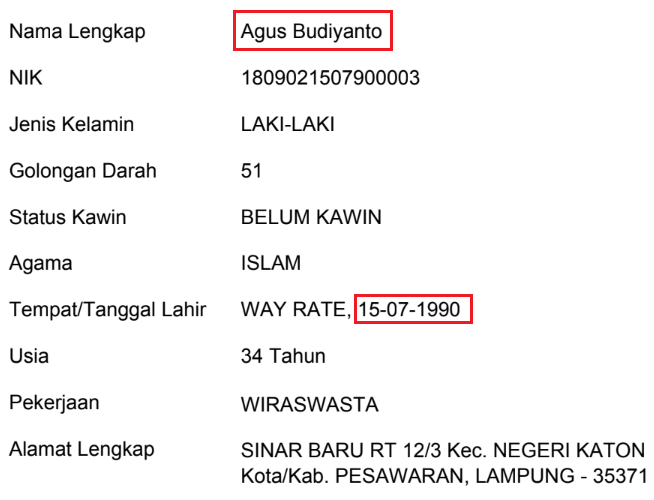 Nama Lengkap Agus Budiyanto
NIK 1809021507900003
Jenis Kelamin LAKI-LAKI
Golongan Darah 51
Status Kawin BELUM KAWIN
Agama ISLAM
Tempat/Tanggal Lahir WAY RATE, 15-07-1990
Usia 34 Tahun
Pekerjaan WIRASWASTA
Alamat Lengkap SINAR BARU RT 12/3 Kec. NEGERI KATON
Kota/Kab. PESAWARAN, LAMPUNG - 35371